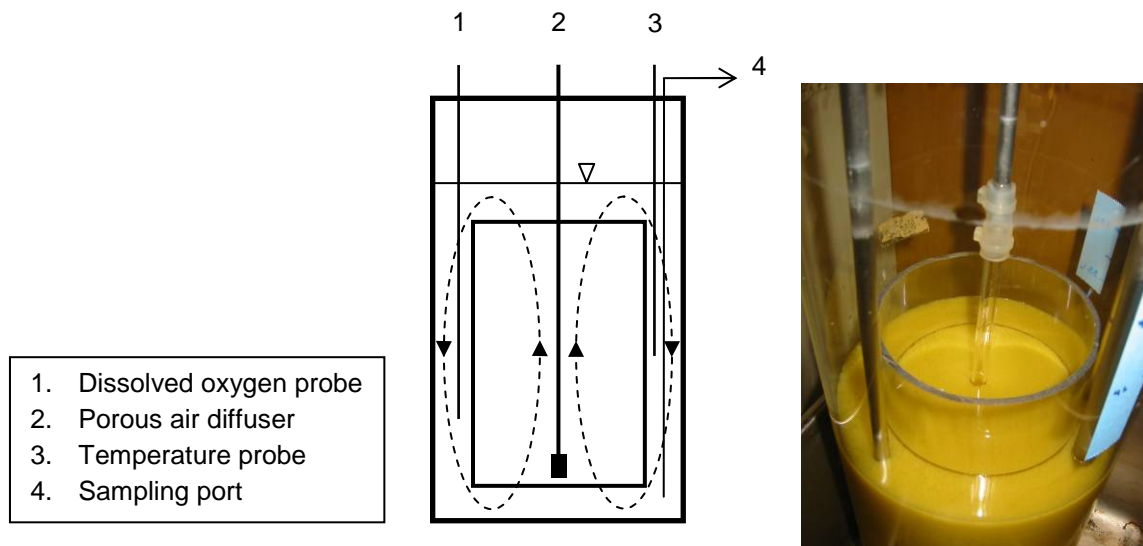 1
2
3
4
1. Dissolved oxygen probe
2. Porous air diffuser
3. Temperature probe
4. Sampling port